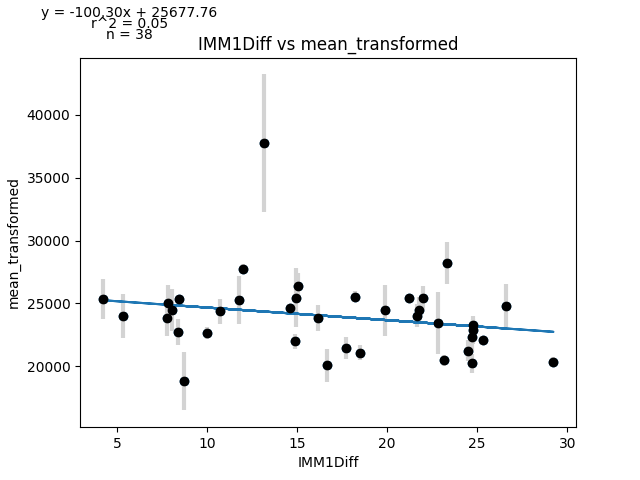 y = -100.30x + 25677.76
r^2 = 0.05
n = 38
IMM1Diff vs mean_transformed
40000
35000
30000
25000
20000
mean_transformed
5 10 15 20 25 30
IMM1Diff